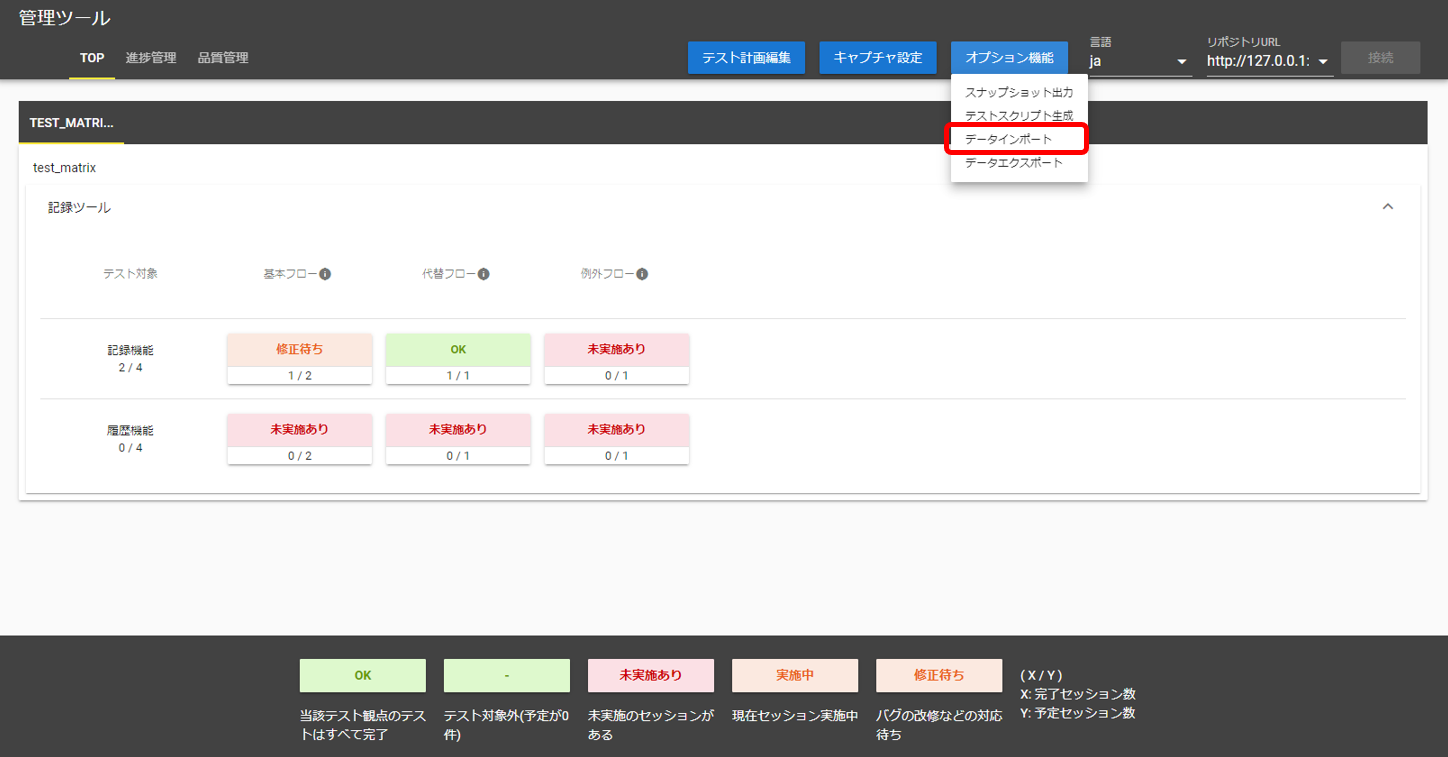 管理ツール
TOP
進捗管理
品質管理
テスト計画編集
キャプチャ設定
オプション機能
言語
ja
リポジトリURL
http://127.0.0.1:
接続
スナップショット出力
テストスクリプト生成
データインポート
データエクスポート
TEST_MATRI...
test_matrix
記録ツール
テスト対象
基本フロー
代替フロー
例外フロー
記録機能
2 / 4
修正待ち
1 / 2
OK
1 / 1
未実施あり
0 / 1
履歴機能
0 / 4
未実施あり
0 / 2
未実施あり
0 / 1
未実施あり
0 / 1
OK
当該テスト観点のテス
トはすべて完了
-
テスト対象外(予定が0
件)
未実施あり
未実施のセッションが
ある
実施中
現在セッション実施中
修正待ち
バグの改修などの対応
待ち
( X / Y )
X: 完了セッション数
Y: 予定セッション数